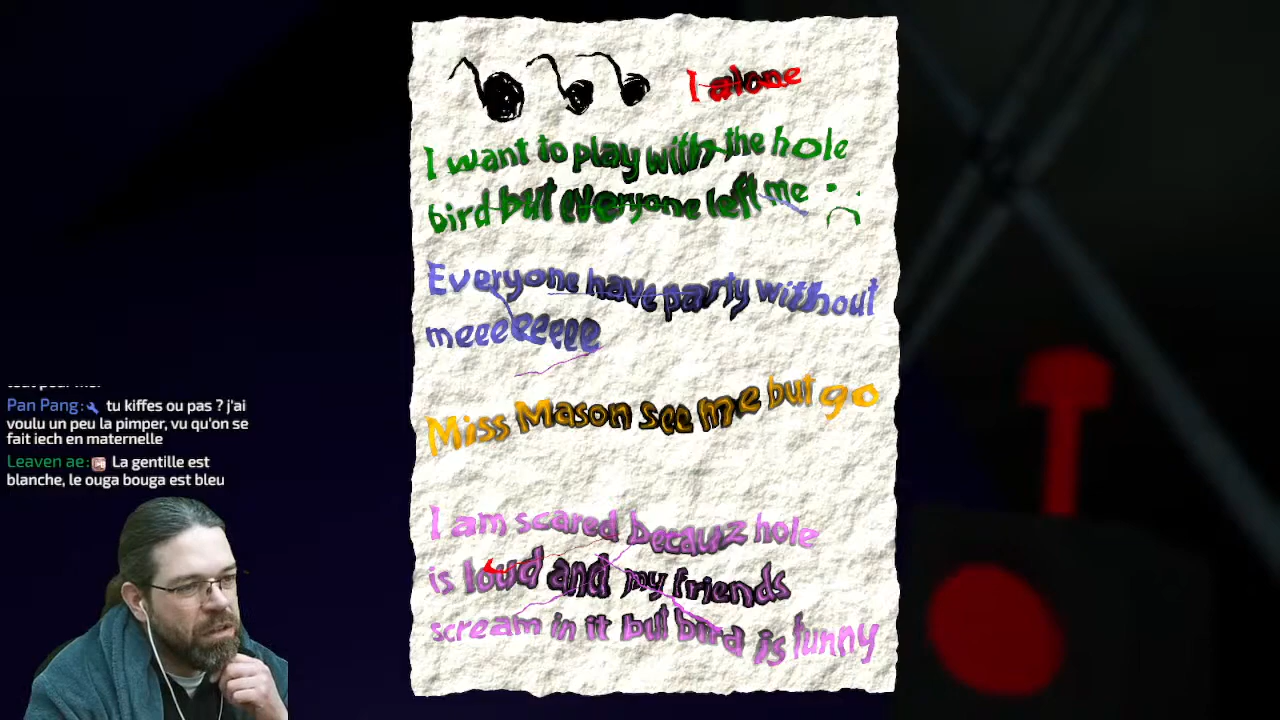 I alone
I want to play with the hole
bird but everyone left me
Everyone have party without
meeeeeeee
Miss Mason see me but go
I am scared becauz hole
is loud and my friends
scream in it but bird is funny
Pan Pang: tu kiffes ou pas ? j'ai
voulu un peu la pimper, vu qu'on se
fait iech en maternelle
Leaven ae: La gentille est
blanche, le ouga bouga est bleu